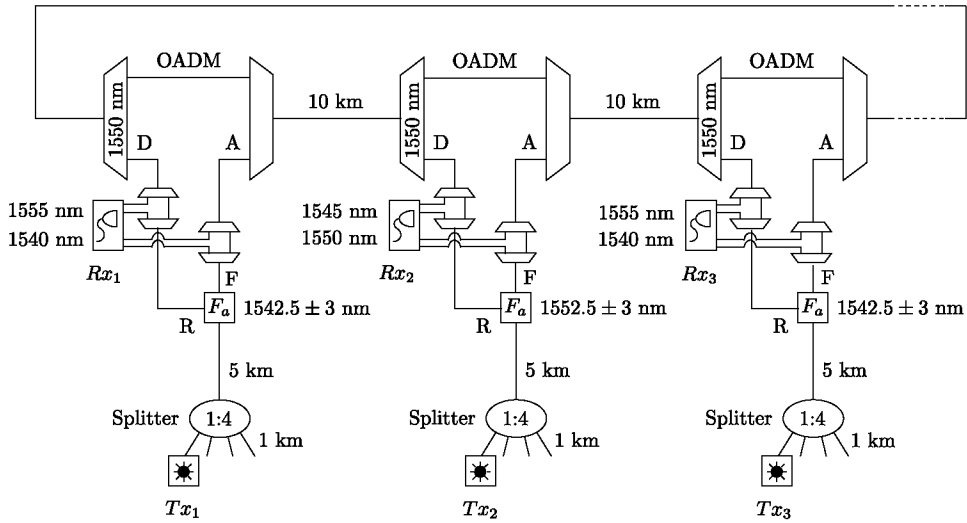 OADM OADM OADM
1550 nm 10 km 1550 nm 10 km 1550 nm
D A D A D A
1555 nm 1545 nm 1555 nm
1540 nm 1550 nm 1540 nm
Rx₁ F Rx₂ F Rx₃ F
Fₐ 1542.5 ± 3 nm Fₐ 1552.5 ± 3 nm Fₐ 1542.5 ± 3 nm
R R R
5 km 5 km 5 km
Splitter 1:4 Splitter 1:4 Splitter 1:4
1 km 1 km 1 km
Tx₁ Tx₂ Tx₃